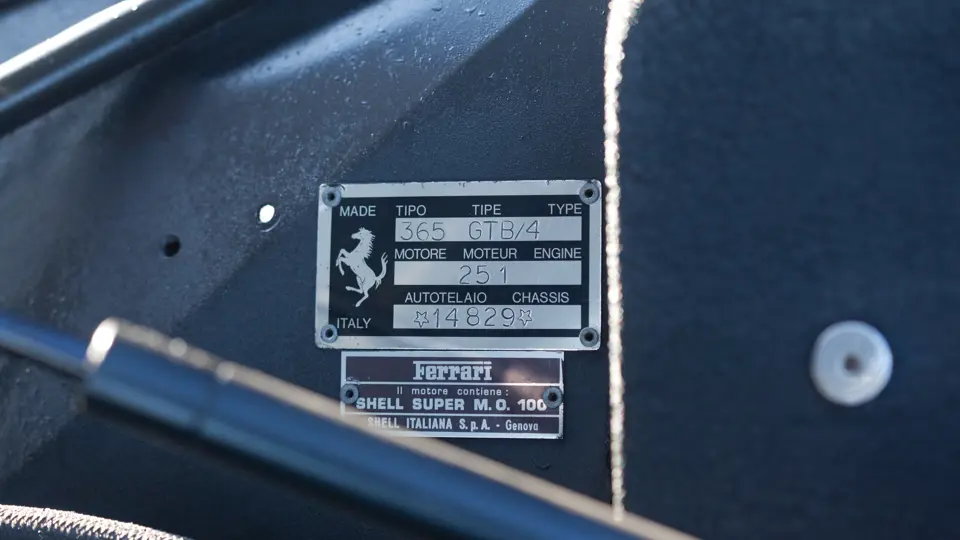 MADE TIPO TIPE TYPE
365 GTB/4
MOTORE MOTEUR ENGINE
251
AUTOTELAIO CHASSIS
ITALY ☆14829☆
Ferrari
Il motore contiene:
SHELL SUPER M.O. 100
SHELL ITALIANA S.p.A. - Genova